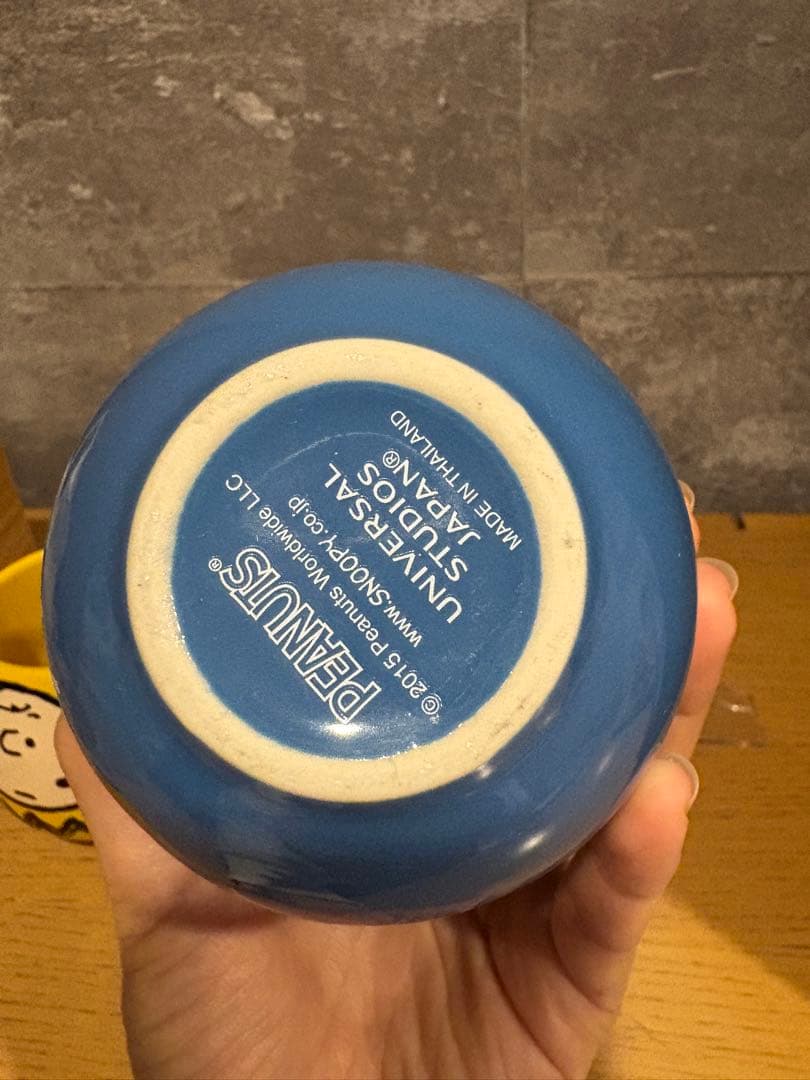 PEANUTS®
©2015 Peanuts Worldwide LLC
www.SNOOPY.co.jp
UNIVERSAL
STUDIOS
JAPAN®
MADE IN THAILAND